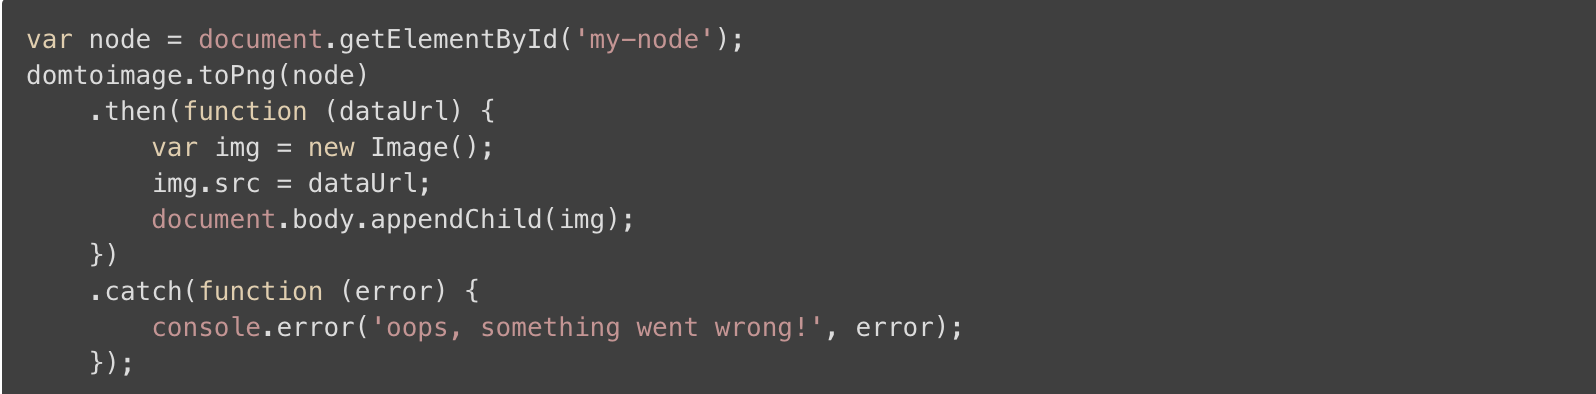 var node = document.getElementById('my-node');
domtoimage.toPng(node)
    .then(function (dataUrl) {
        var img = new Image();
        img.src = dataUrl;
        document.body.appendChild(img);
    })
    .catch(function (error) {
        console.error('oops, something went wrong!', error);
    });